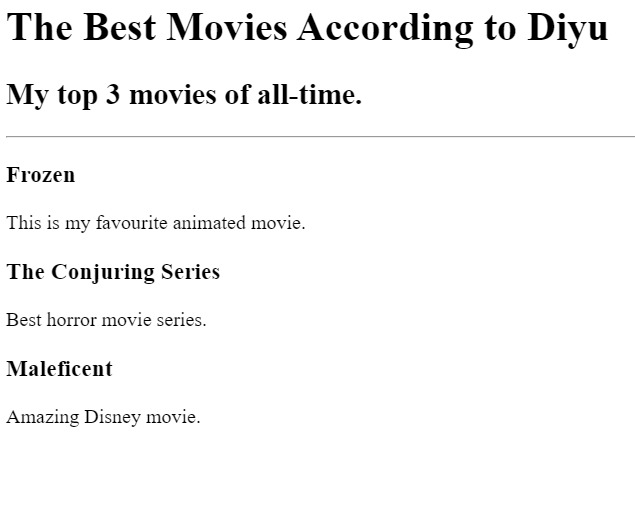 The Best Movies According to Diyu
My top 3 movies of all-time.
Frozen
This is my favourite animated movie.
The Conjuring Series
Best horror movie series.
Maleficent
Amazing Disney movie.